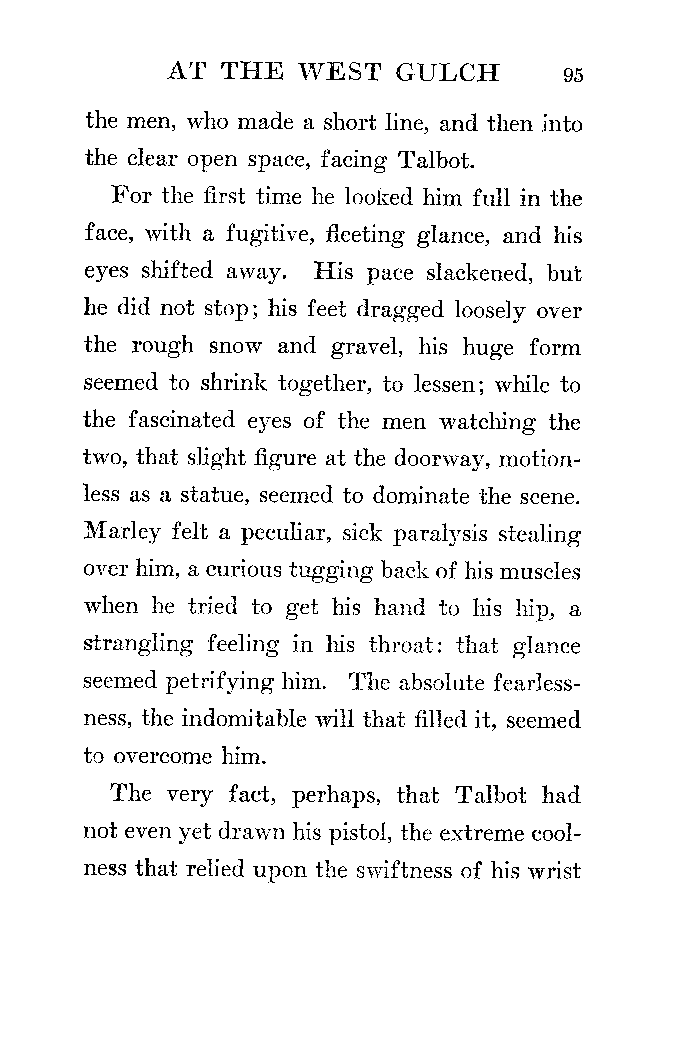 AT THE WEST GULCH 95
the men, who made a short line, and then into
the clear open space, facing Talbot.
For the first time he looked him full in the
face, with a fugitive, fleeting glance, and his
eyes shifted away. His pace slackened, but
he did not stop; his feet dragged loosely over
the rough snow and gravel, his huge form
seemed to shrink together, to lessen; while to
the fascinated eyes of the men watching the
two, that slight figure at the doorway, motion-
less as a statue, seemed to dominate the scene.
Marley felt a peculiar, sick paralysis stealing
over him, a curious tugging back of his muscles
when he tried to get his hand to his hip, a
strangling feeling in his throat: that glance
seemed petrifying him. The absolute fearless-
ness, the indomitable will that filled it, seemed
to overcome him.
The very fact, perhaps, that Talbot had
not even yet drawn his pistol, the extreme cool-
ness that relied upon the swiftness of his wrist